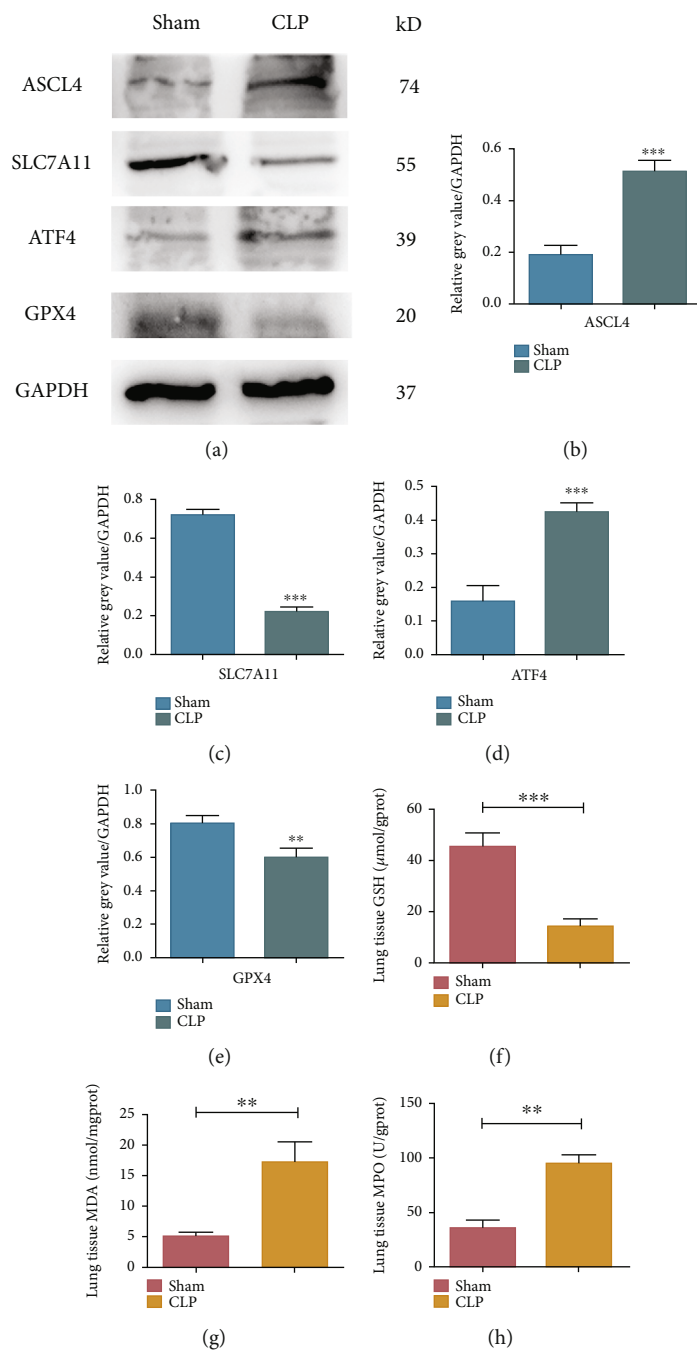 Sham CLP kD
ASCL4 74
SLC7A11 55
ATF4 39
GPX4 20
GAPDH 37
(a)
Relative grey value/GAPDH
0.6
0.4
0.2
0.0
***
ASCL4
Sham
CLP
(b)
Relative grey value/GAPDH
0.8
0.6
0.4
0.2
0.0
***
SLC7A11
Sham
CLP
(c)
Relative grey value/GAPDH
0.5
0.4
0.3
0.2
0.1
0.0
***
ATF4
Sham
CLP
(d)
Relative grey value/GAPDH
1.0
0.8
0.6
0.4
0.2
0.0
**
GPX4
Sham
CLP
(e)
Lung tissue GSH (μmol/gprot)
60
40
20
0
***
Sham
CLP
(f)
Lung tissue MDA (nmol/mgprot)
25
20
15
10
5
0
**
Sham
CLP
(g)
Lung tissue MPO (U/gprot)
150
100
50
0
**
Sham
CLP
(h)